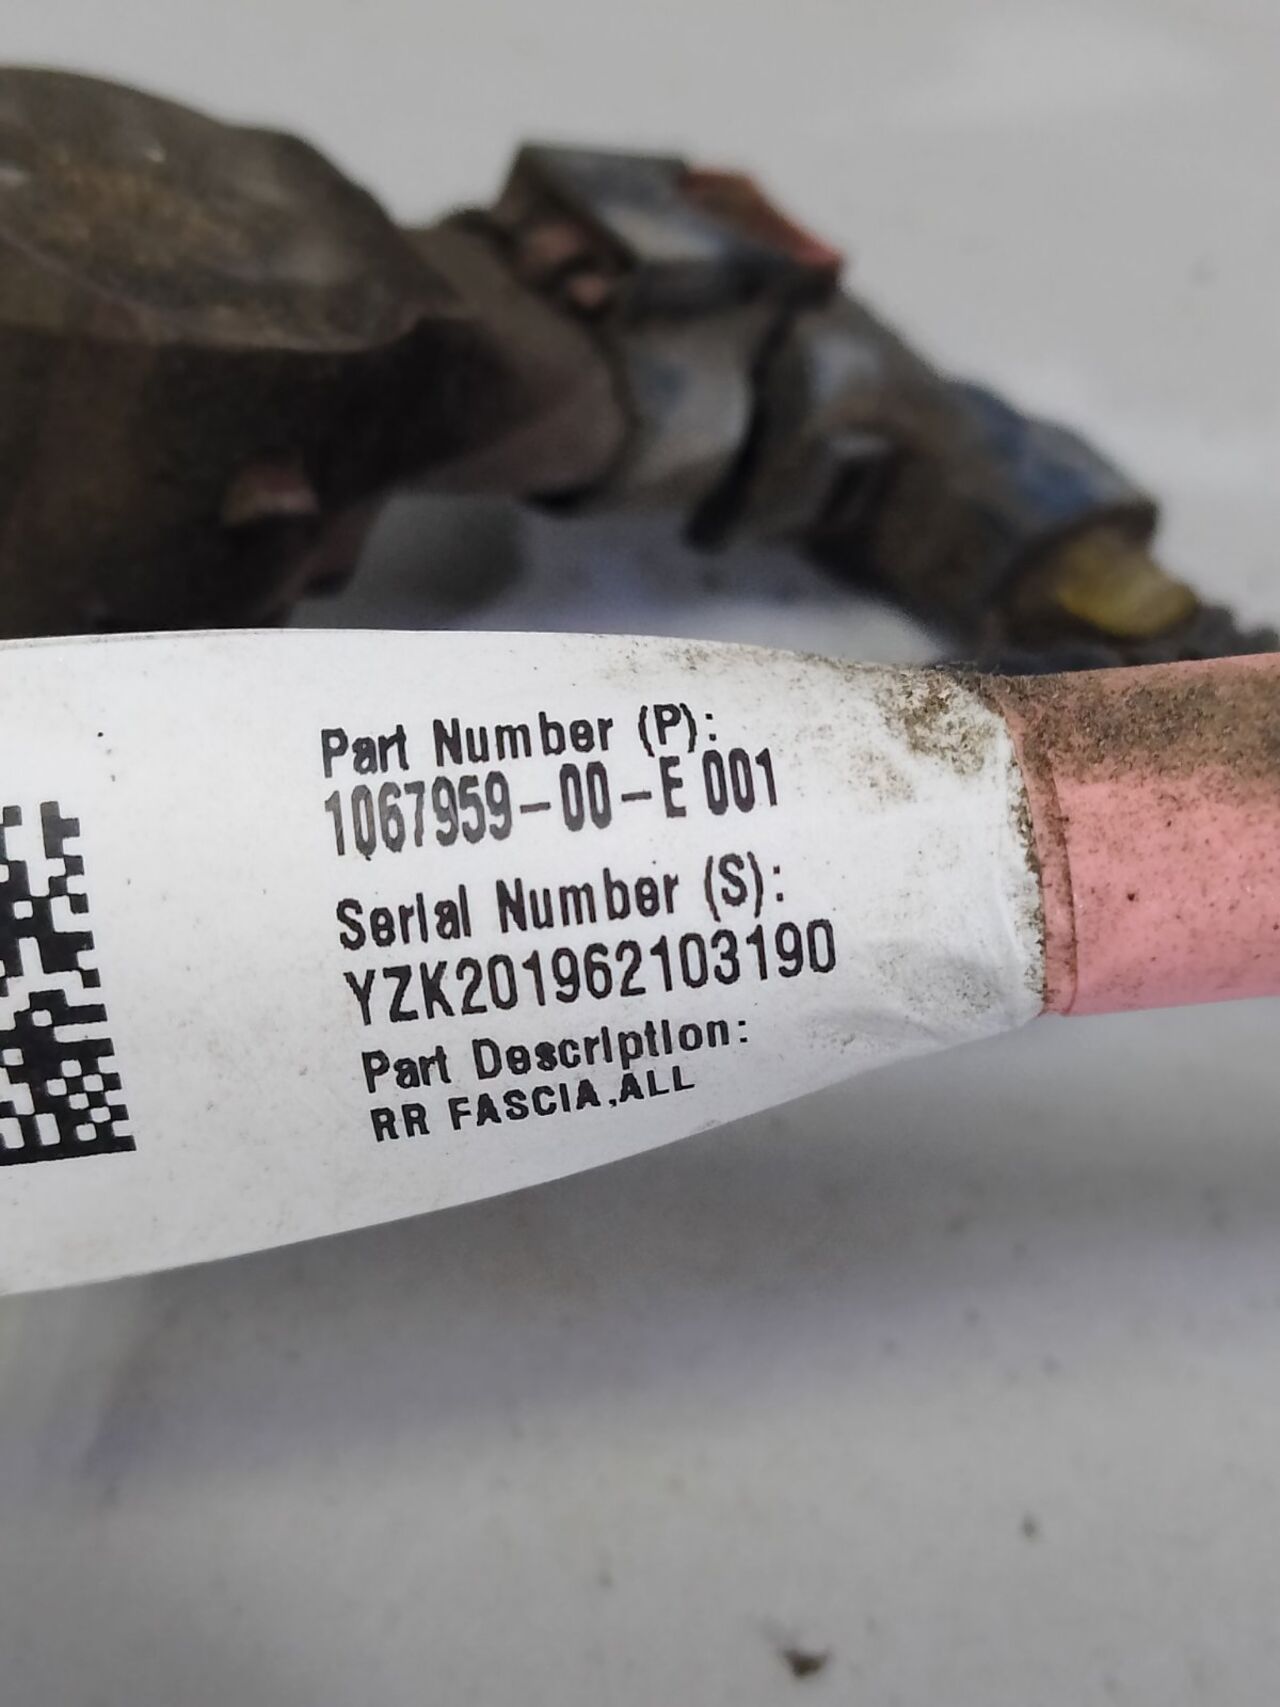 Part Number (P):
1067959-00-E 001
Serial Number (S):
YZK201962103190
Part Description:
RR FASCIA,ALL